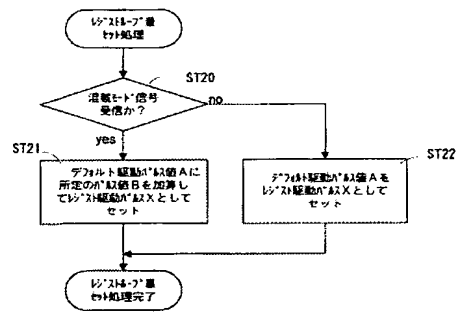 ﾚｼﾞｽﾄﾙｰﾌﾟ量
ｾｯﾄ処理
ST20
混載ﾓｰﾄﾞ信号
受信か？
no
yes
ST21
デフォルト駆動ﾊﾟﾙｽ値Aに
所定のﾊﾟﾙｽ値Bを加算し
てﾚｼﾞｽﾄ駆動ﾊﾟﾙｽXとして
セット
ST22
デフォルト駆動ﾊﾟﾙｽ値Aを
ﾚｼﾞｽﾄ駆動ﾊﾟﾙｽXとして
セット
ﾚｼﾞｽﾄﾙｰﾌﾟ量
ｾｯﾄ処理完了